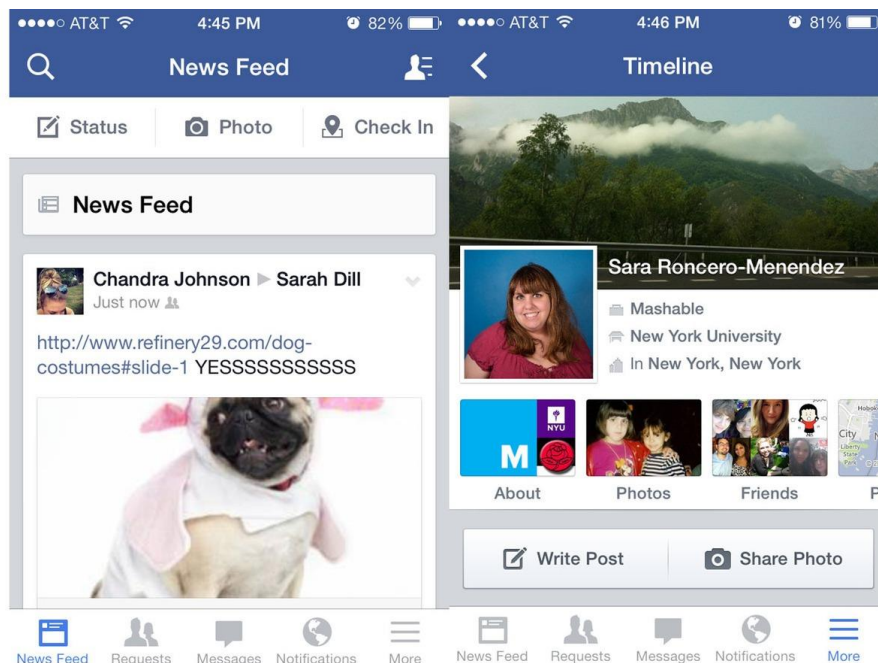 AT&T 4:45 PM 82%
News Feed
Status Photo Check In
News Feed
Chandra Johnson Sarah Dill
Just now
http://www.refinery29.com/dog-
costumes#slide-1 YESSSSSSSSSSS
News Feed Requests Messages Notifications More
AT&T 4:46 PM 81%
Timeline
Sara Roncero-Menendez
Mashable
New York University
In New York, New York
M NYU
City
Liberty
State
About Photos Friends P
Write Post Share Photo
News Feed Requests Messages Notifications More